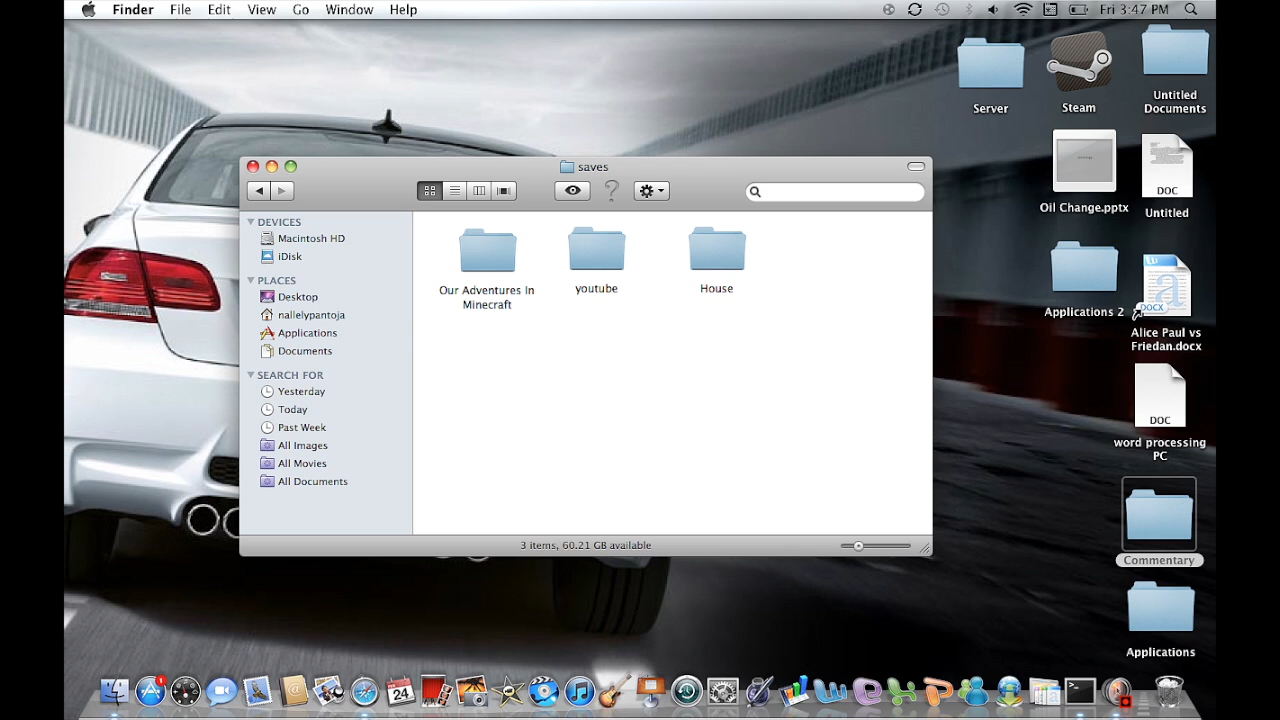 Finder File Edit View Go Window Help Fri 3:47 PM
Server
Steam
Untitled
Documents
saves
Oil Change.pptx
DOC
Untitled
DEVICES
Macintosh HD
iDisk
PLACES
Desktop
nallelypantoja
Applications
Documents
SEARCH FOR
Yesterday
Today
Past Week
All Images
All Movies
All Documents
Our Adventures In
Minecraft
youtube
House
3 items, 60.21 GB available
Applications 2
DOCX
Alice Paul vs
Friedan.docx
DOC
word processing
PC
Commentary
Applications
1
24